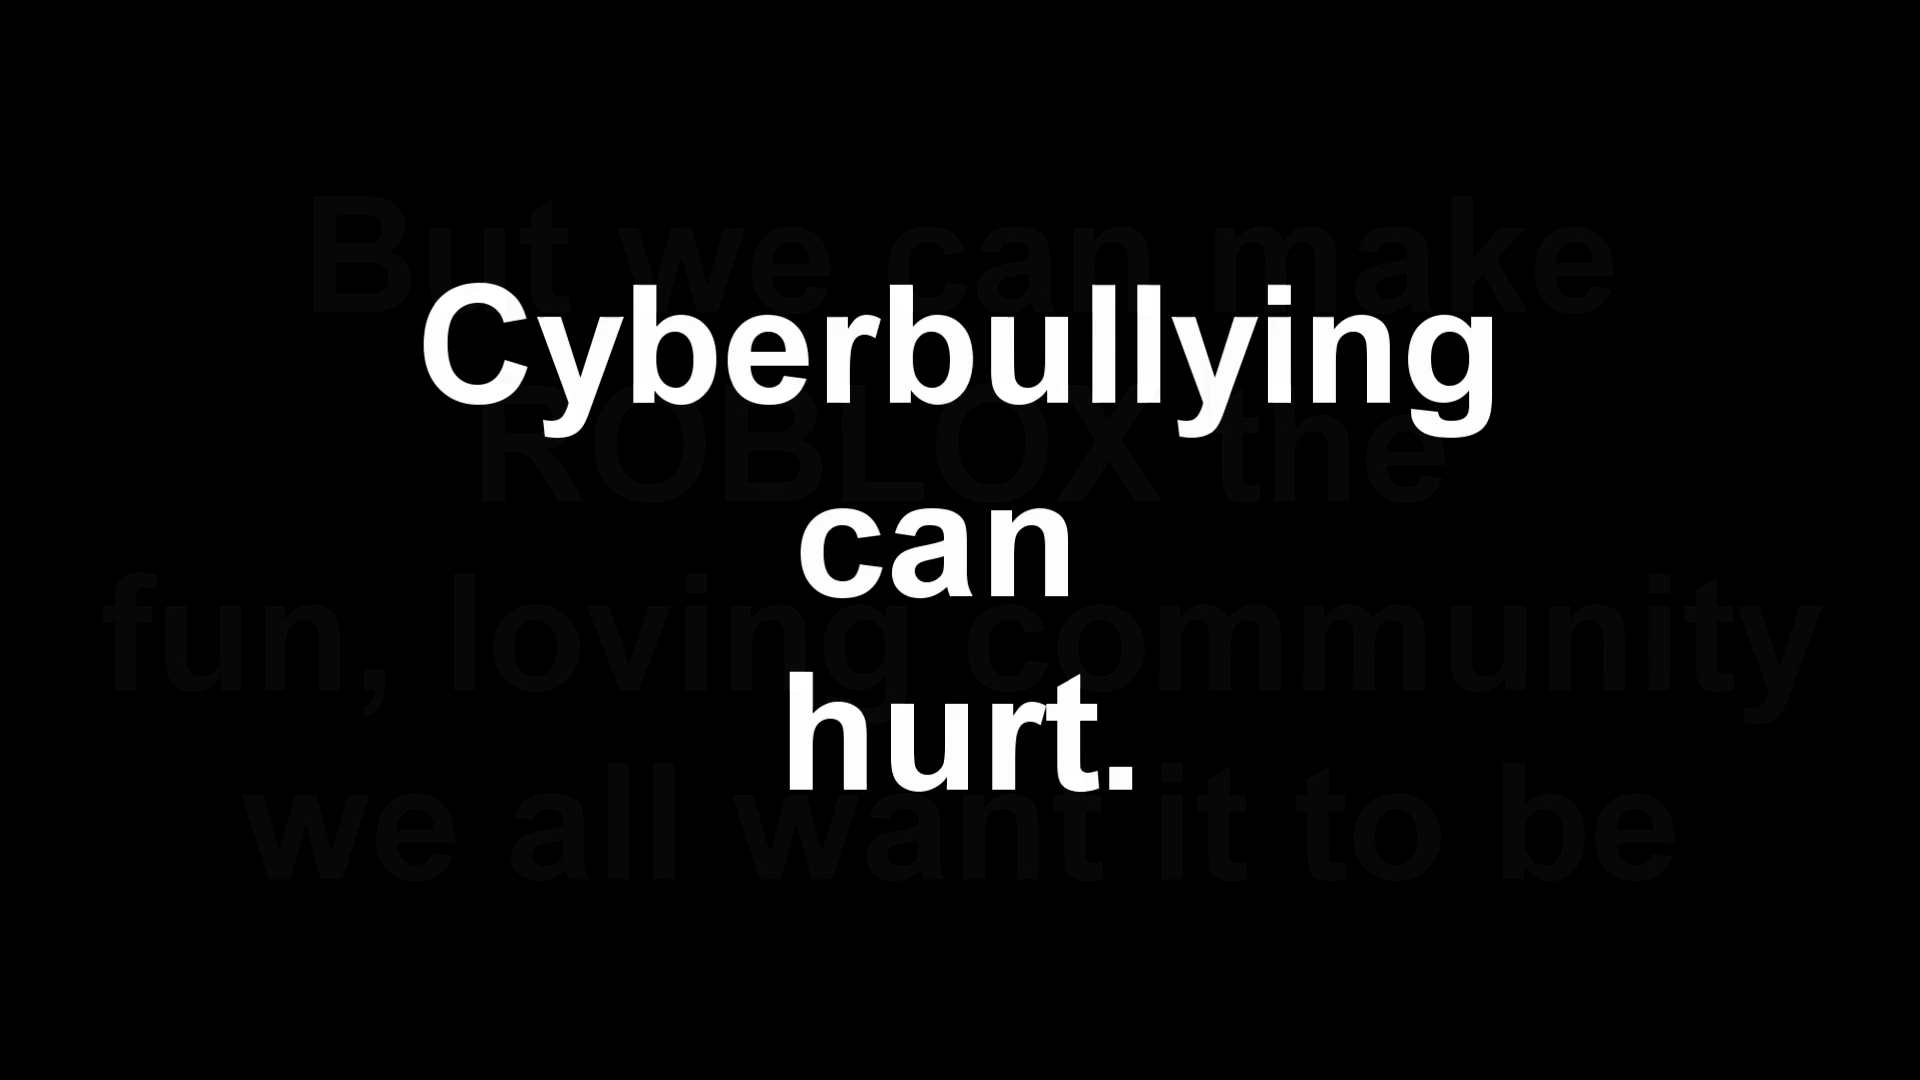 Cyberbullying
can
hurt.
But we can make
ROBLOX the
fun, loving community
we all want it to be